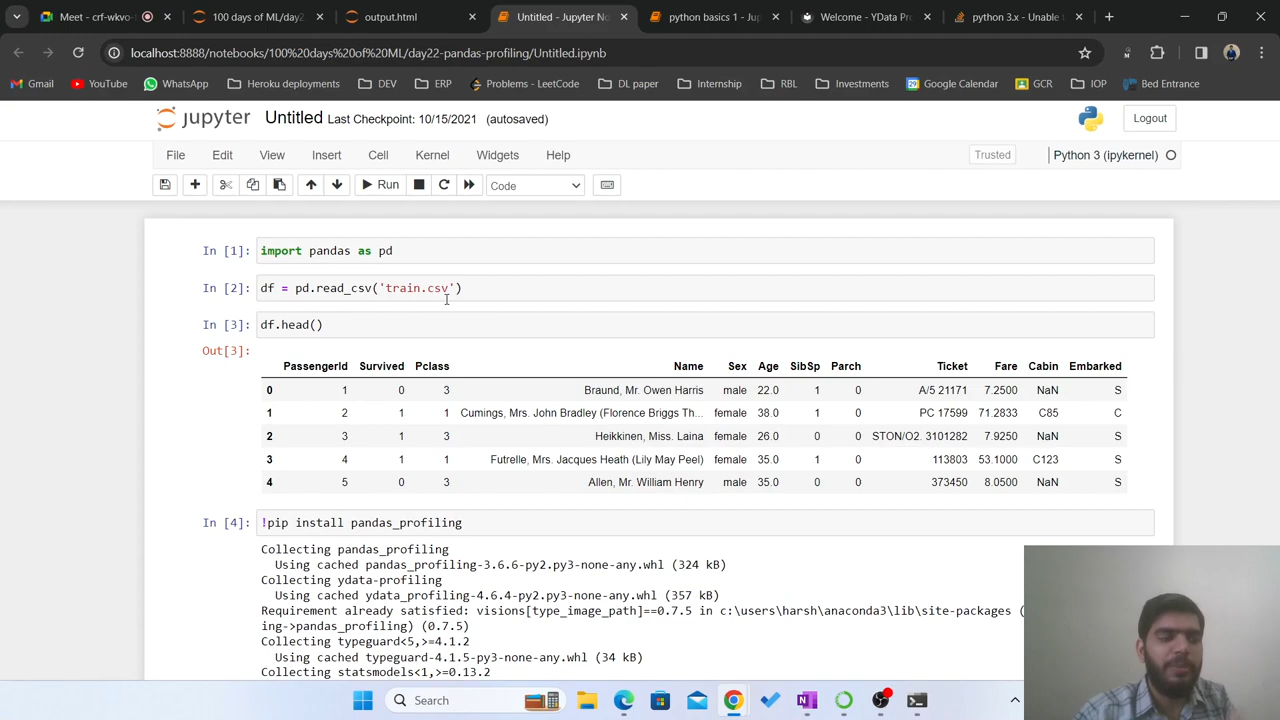 Meet - crf-wkvo-
100 days of ML/day2
output.html
Untitled - Jupyter No
python basics 1 - Jup
Welcome - YData Pr
python 3.x - Unable
localhost:8888/notebooks/100%20days%20of%20ML/day22-pandas-profiling/Untitled.ipynb
Gmail
YouTube
WhatsApp
Heroku deployments
DEV
ERP
Problems - LeetCode
DL paper
Internship
RBL
Investments
Google Calendar
GCR
IOP
Bed Entrance
jupyter Untitled Last Checkpoint: 10/15/2021 (autosaved)
Logout
File Edit View Insert Cell Kernel Widgets Help
Trusted
Python 3 (ipykernel)
Run
Code
In [1]: import pandas as pd
In [2]: df = pd.read_csv('train.csv')
In [3]: df.head()
Out[3]:
PassengerId Survived Pclass Name Sex Age SibSp Parch Ticket Fare Cabin Embarked
0 1 0 3 Braund, Mr. Owen Harris male 22.0 1 0 A/5 21171 7.2500 NaN S
1 2 1 1 Cumings, Mrs. John Bradley (Florence Briggs Th... female 38.0 1 0 PC 17599 71.2833 C85 C
2 3 1 3 Heikkinen, Miss. Laina female 26.0 0 0 STON/O2. 3101282 7.9250 NaN S
3 4 1 1 Futrelle, Mrs. Jacques Heath (Lily May Peel) female 35.0 1 0 113803 53.1000 C123 S
4 5 0 3 Allen, Mr. William Henry male 35.0 0 0 373450 8.0500 NaN S
In [4]: !pip install pandas_profiling
Collecting pandas_profiling
Using cached pandas_profiling-3.6.6-py2.py3-none-any.whl (324 kB)
Collecting ydata-profiling
Using cached ydata_profiling-4.6.4-py2.py3-none-any.whl (357 kB)
Requirement already satisfied: visions[type_image_path]==0.7.5 in c:\users\harsh\anaconda3\lib\site-packages (
ing->pandas_profiling) (0.7.5)
Collecting typeguard<5,>=4.1.2
Using cached typeguard-4.1.5-py3-none-any.whl (34 kB)
Collecting statsmodels<1,>=0.13.2
Search